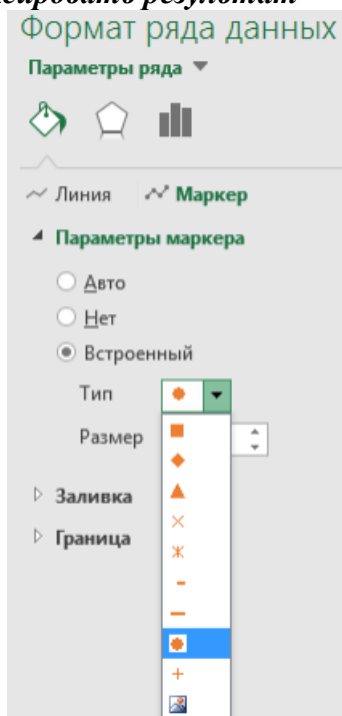 Формат ряда данных
Параметры ряда
Линия Маркер
Параметры маркера
Авто
Нет
Встроенный
Тип
Размер
Заливка
Граница